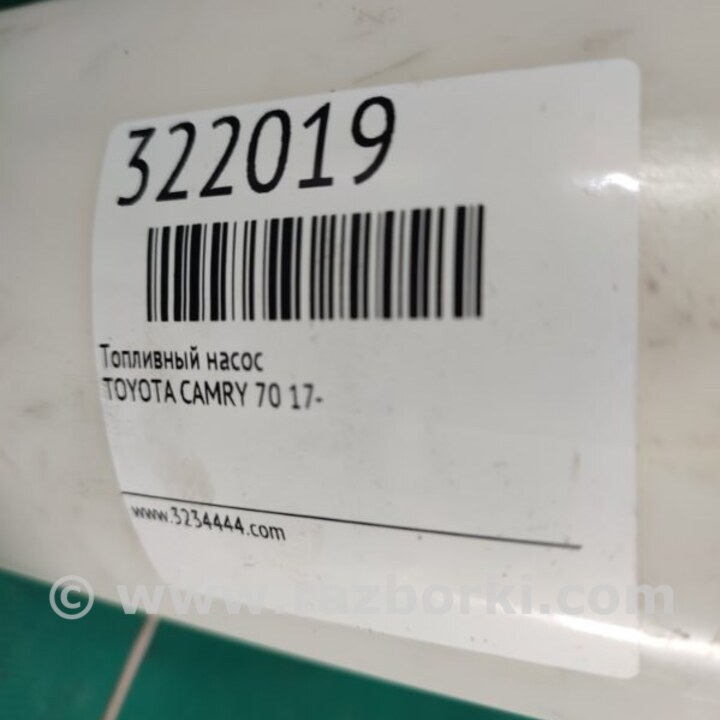 322019
Топливный насос
TOYOTA CAMRY 70 17-
www.3234444.com
© www.razborki.com